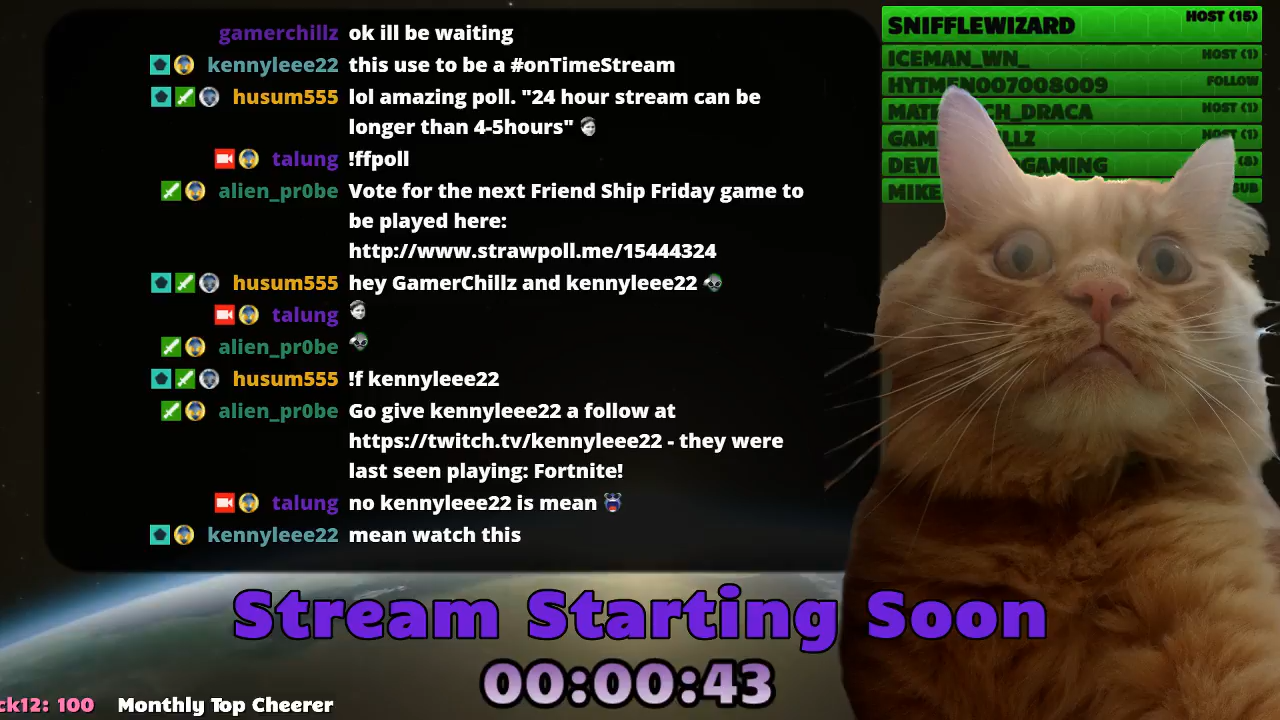 gamerchillz ok ill be waiting
kennyleee22 this use to be a #onTimeStream
husum555 lol amazing poll. "24 hour stream can be
longer than 4-5hours"
talung !ffpoll
alien_pr0be Vote for the next Friend Ship Friday game to
be played here:
http://www.strawpoll.me/15444324
husum555 hey GamerChillz and kennyleee22
talung
alien_pr0be
husum555 !f kennyleee22
alien_pr0be Go give kennyleee22 a follow at
https://twitch.tv/kennyleee22 - they were
last seen playing: Fortnite!
talung no kennyleee22 is mean
kennyleee22 mean watch this
SNIFFLEWIZARD HOST (15)
ICEMAN_WN_ HOST (1)
HYTMEN007008009 FOLLOW
HOST (1)
HOST (1)
(8)
SUB
Stream Starting Soon
00:00:43
ck12: 100 Monthly Top Cheerer